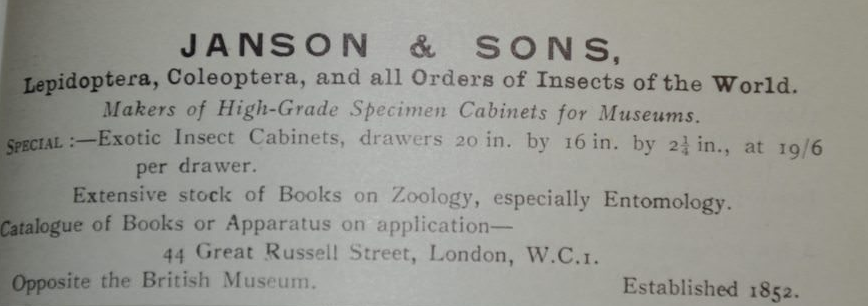 JANSON & SONS,
Lepidoptera, Coleoptera, and all Orders of Insects of the World.
Makers of High-Grade Specimen Cabinets for Museums.
SPECIAL :—Exotic Insect Cabinets, drawers 20 in. by 16 in. by 2¼ in., at 19/6
per drawer.
Extensive stock of Books on Zoology, especially Entomology.
Catalogue of Books or Apparatus on application—
44 Great Russell Street, London, W.C.1.
Opposite the British Museum. Established 1852.